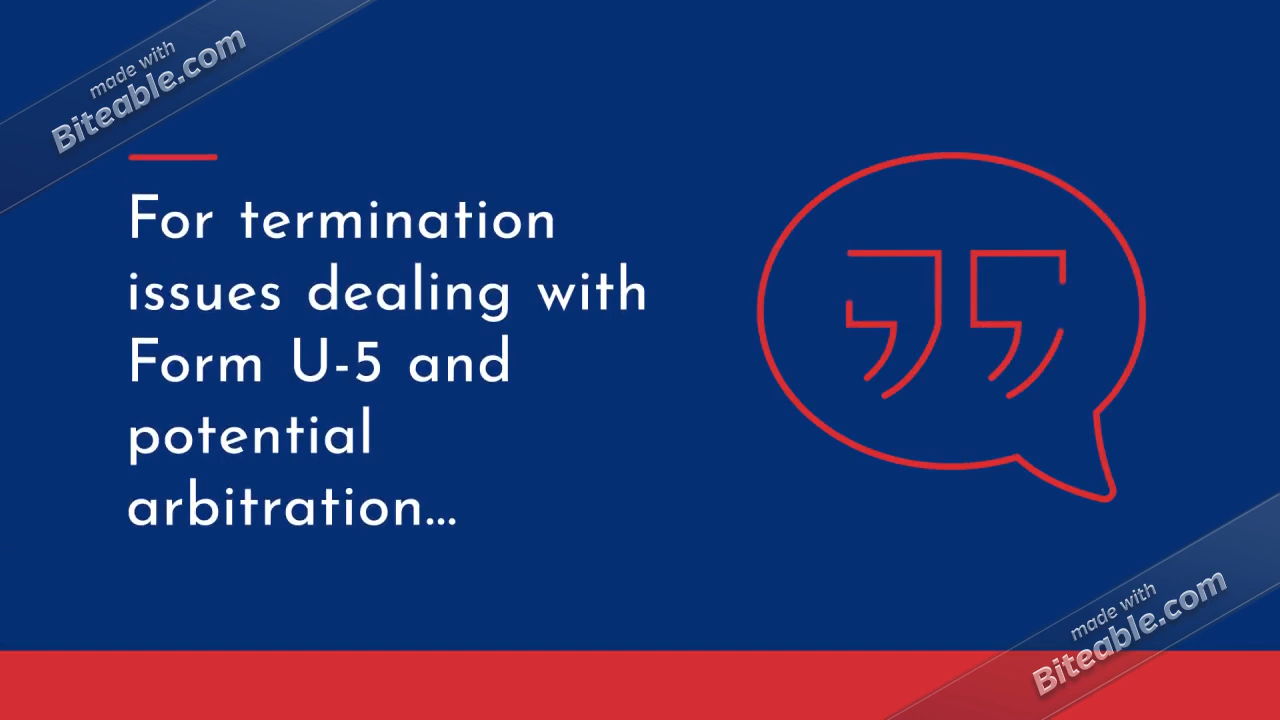 made with
Biteable.com
For termination
issues dealing with
Form U-5 and
potential
arbitration...
made with
Biteable.com